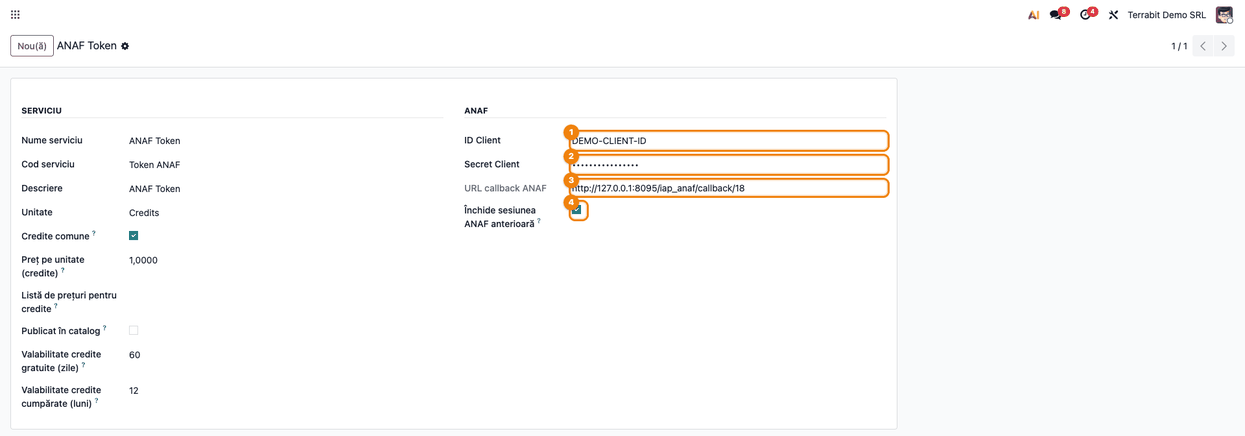 AI 8 4 Terrabit Demo SRL
Nou(ă) ANAF Token 1 / 1
SERVICIU
Nume serviciu ANAF Token
Cod serviciu Token ANAF
Descriere ANAF Token
Unitate Credits
Credite comune ?
Preț pe unitate
(credite) ? 1,0000
Listă de prețuri pentru
credite ?
Publicat în catalog ?
Valabilitate credite
gratuite (zile) ? 60
Valabilitate credite
cumpărate (luni) ? 12
ANAF
ID Client 1 DEMO-CLIENT-ID
Secret Client 2 ••••••••••••••••
URL callback ANAF 3 http://127.0.0.1:8095/iap_anaf/callback/18
Închide sesiunea 4
ANAF anterioară ?